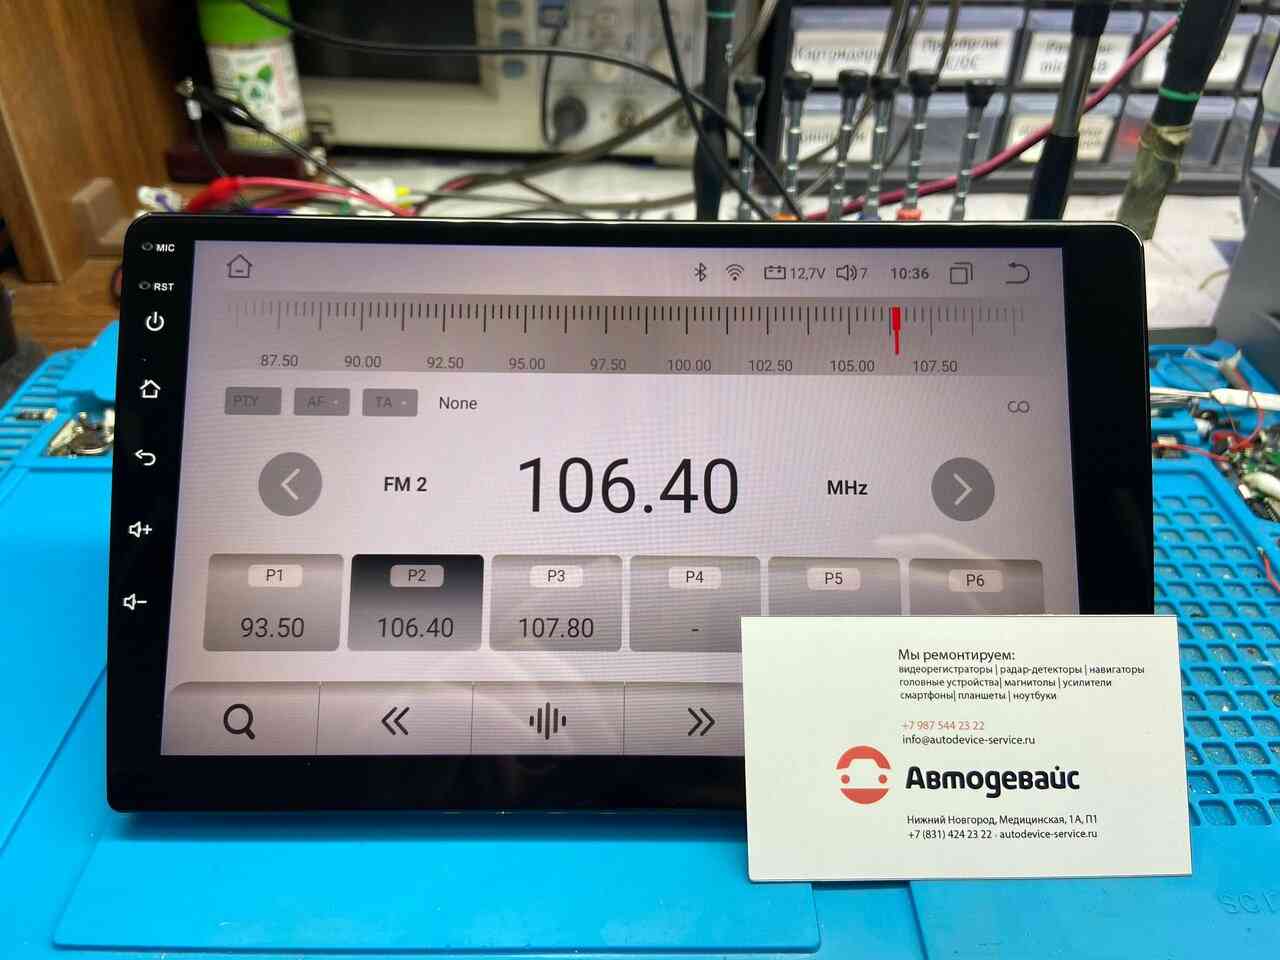 Картриджи
MIC
RST
12,7V
7
10:36
87.50 90.00 92.50 95.00 97.50 100.00 102.50 105.00 107.50
PTY AF - TA - None
FM 2 106.40 MHz
P1 P2 P3 P4 P5 P6
93.50 106.40 107.80 -
Мы ремонтируем:
видеорегистраторы | радар-детекторы | навигаторы
головные устройства| магнитолы | усилители
смартфоны| планшеты | ноутбуки
+7 987 544 23 22
info@autodevice-service.ru
Автодевайс
Нижний Новгород, Медицинская, 1А, П1
+7 (831) 424 23 22 · autodevice-service.ru